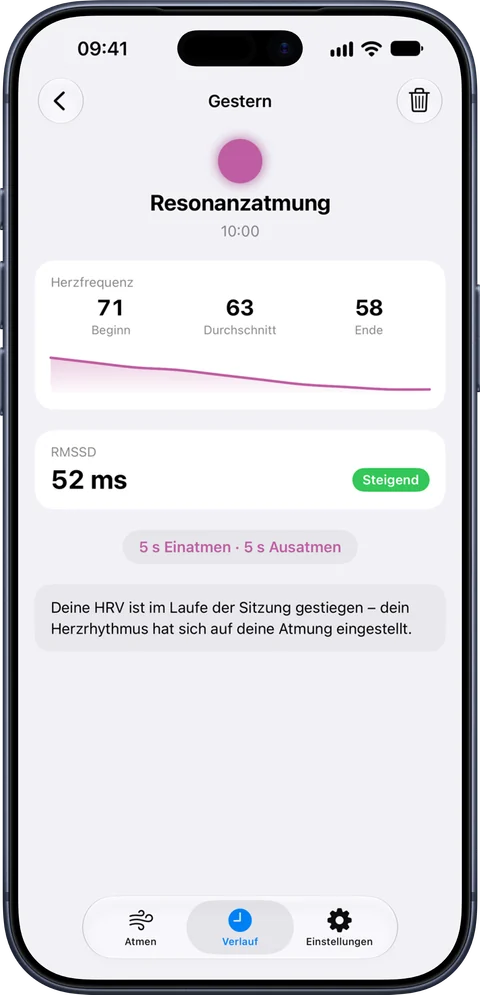 09:41
Gestern
Resonanzatmung
10:00
Herzfrequenz
71 63 58
Beginn Durchschnitt Ende
RMSSD
52 ms Steigend
5 s Einatmen · 5 s Ausatmen
Deine HRV ist im Laufe der Sitzung gestiegen – dein
Herzrhythmus hat sich auf deine Atmung eingestellt.
Atmen Verlauf Einstellungen